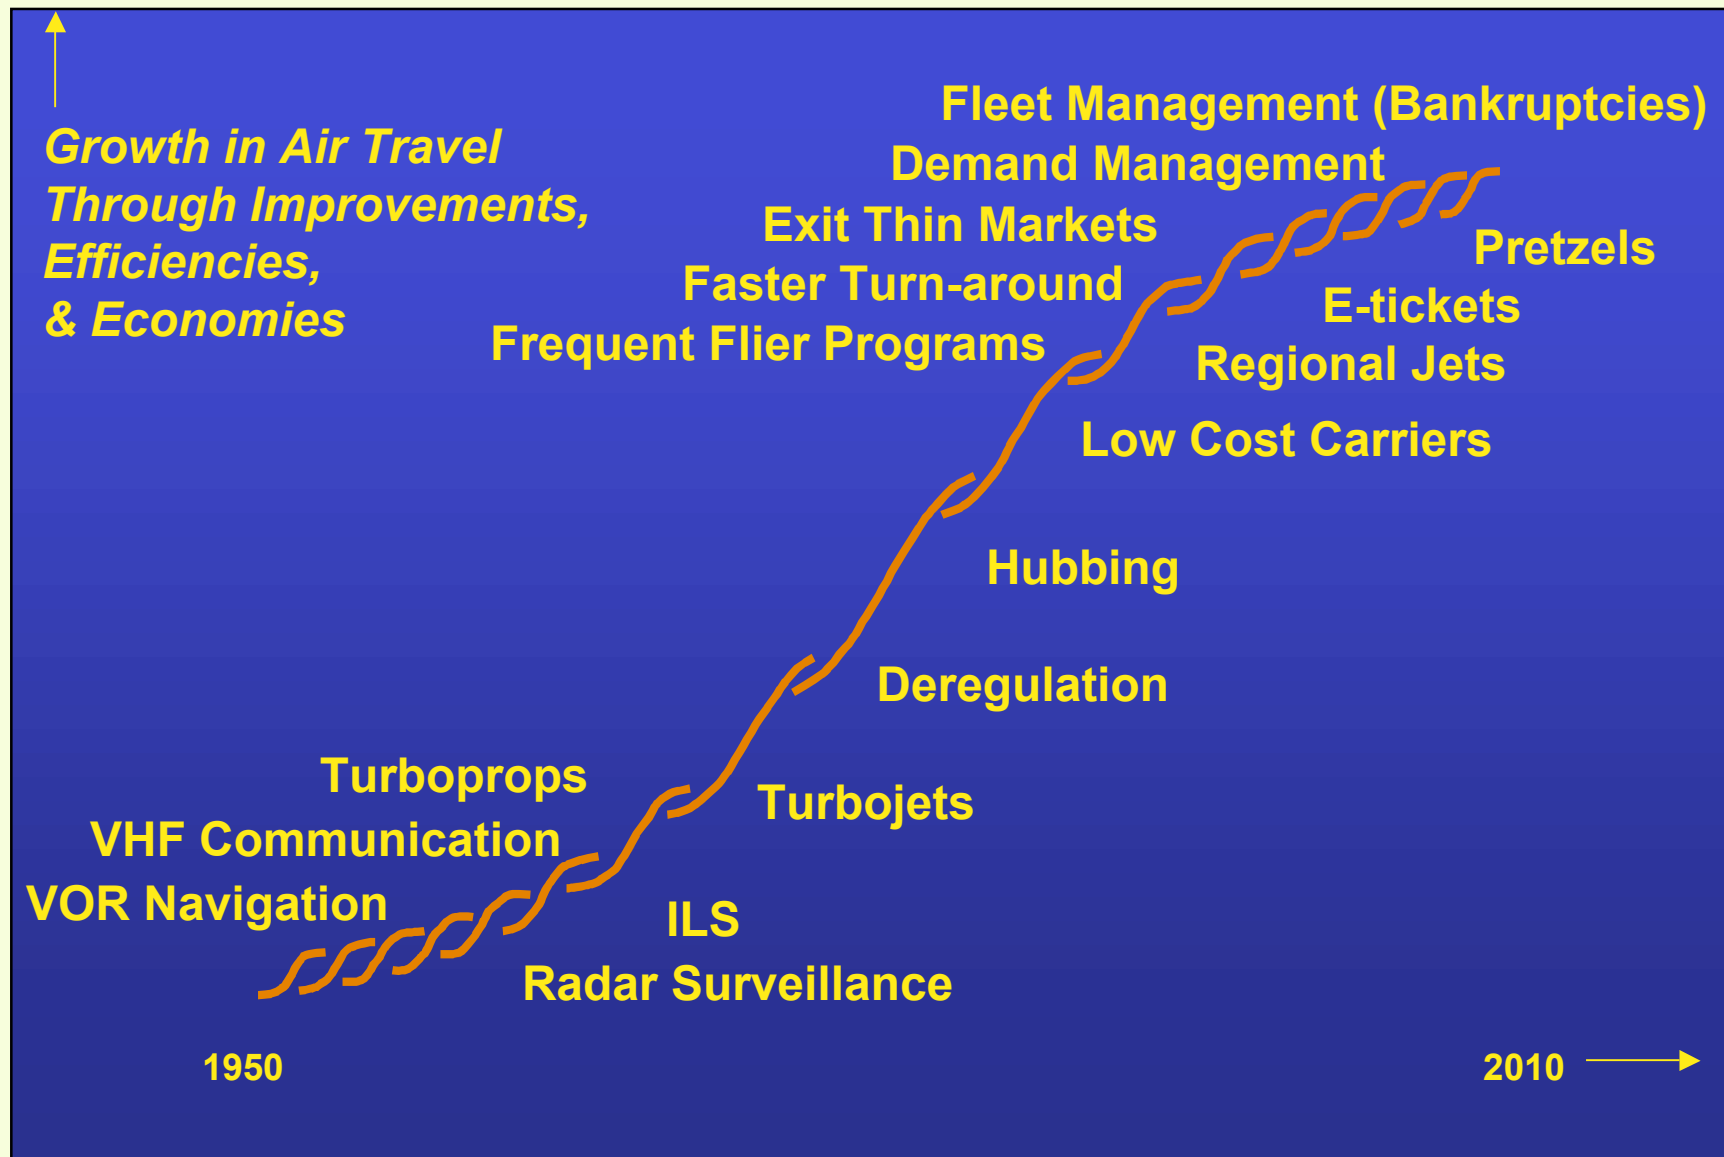 Growth in Air Travel
Through Improvements,
Efficiencies,
& Economies
Fleet Management (Bankruptcies)
Demand Management
Exit Thin Markets
Faster Turn-around
Frequent Flier Programs
Pretzels
E-tickets
Regional Jets
Low Cost Carriers
Hubbing
Deregulation
Turbojets
Turboprops
VHF Communication
VOR Navigation
ILS
Radar Surveillance
1950
2010